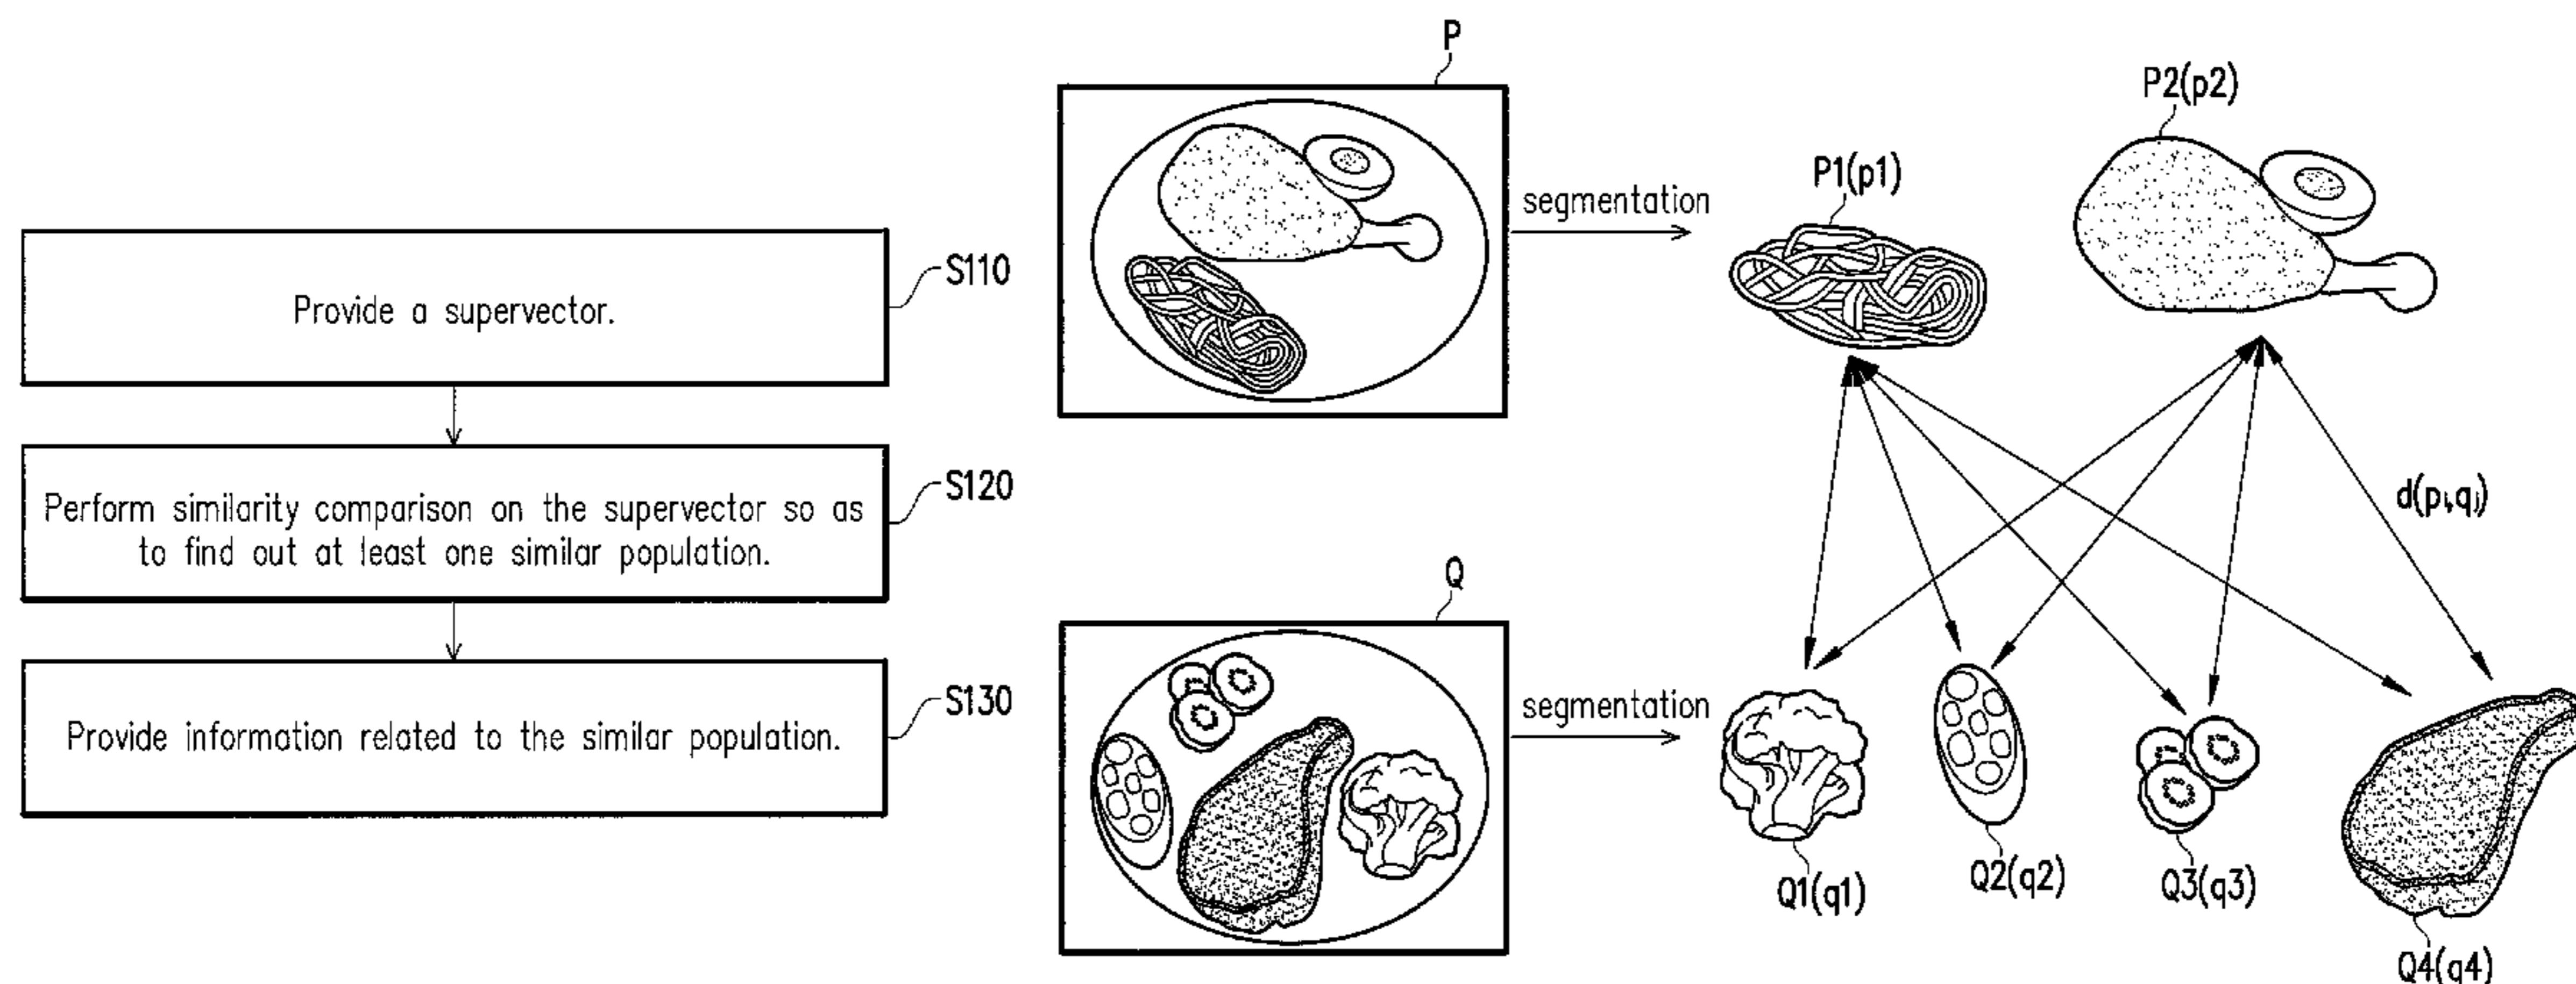 Provide a supervector.
S110
Perform similarity comparison on the supervector so as
to find out at least one similar population.
S120
Provide information related to the similar population.
S130
P
segmentation
P1(p1)
P2(p2)
d(pi,qj)
Q
segmentation
Q1(q1)
Q2(q2)
Q3(q3)
Q4(q4)